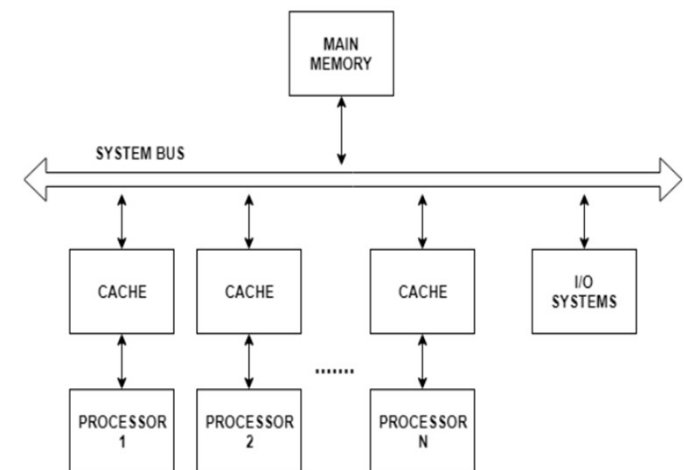 MAIN
MEMORY
SYSTEM BUS
CACHE
CACHE
CACHE
I/O
SYSTEMS
.......
PROCESSOR
1
PROCESSOR
2
PROCESSOR
N